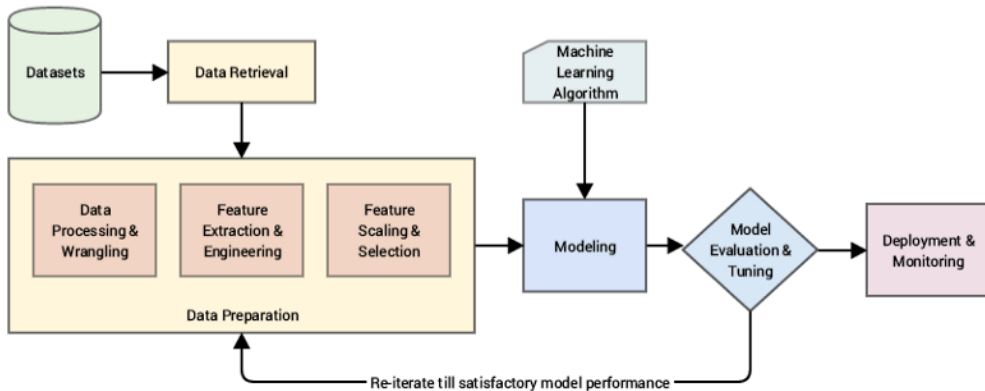 Datasets
Data Retrieval
Machine
Learning
Algorithm
Data
Processing &
Wrangling
Feature
Extraction &
Engineering
Feature
Scaling &
Selection
Data Preparation
Modeling
Model
Evaluation &
Tuning
Deployment &
Monitoring
Re-iterate till satisfactory model performance